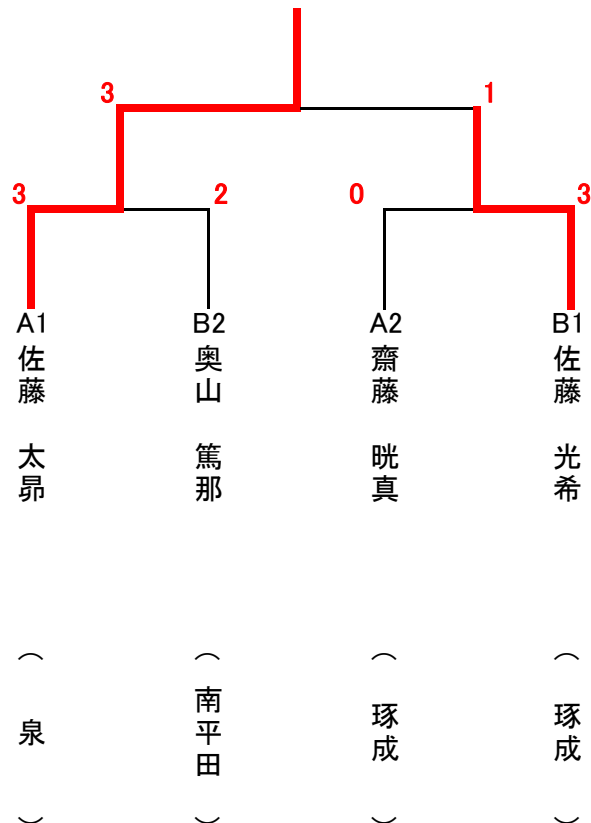 3 1
3 2 0 3
A1 B2 A2 B1
佐藤 太昴
奥山 篤那
齋藤 晄真
佐藤 光希
(泉)
(南平田)
(琢成)
(琢成)